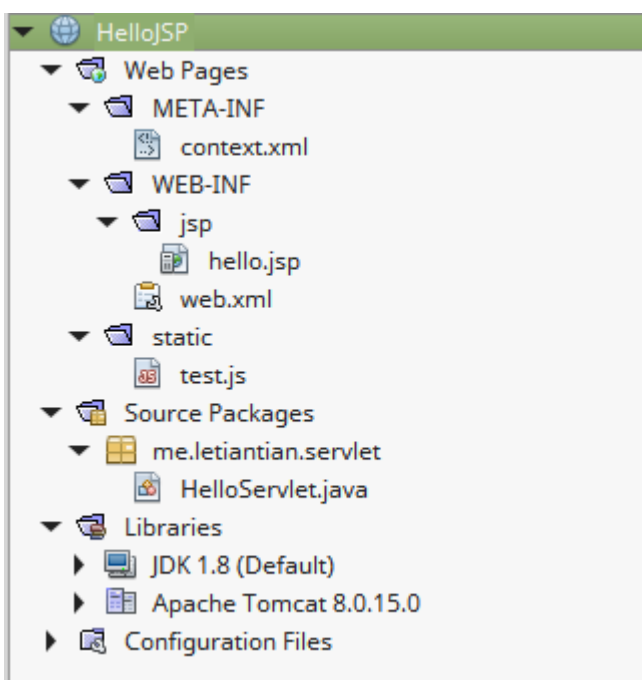 HelloJSP
Web Pages
META-INF
context.xml
WEB-INF
jsp
hello.jsp
web.xml
static
test.js
Source Packages
me.letiantian.servlet
HelloServlet.java
Libraries
JDK 1.8 (Default)
Apache Tomcat 8.0.15.0
Configuration Files